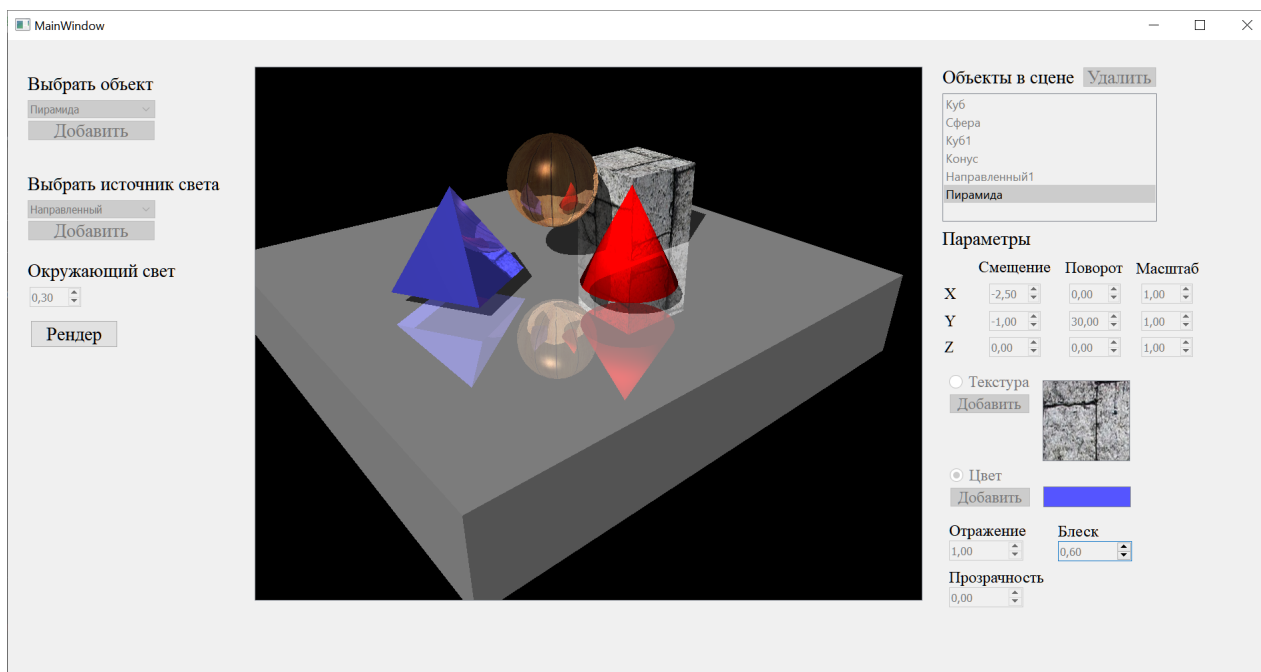 MainWindow
Выбрать объект
Пирамида
Добавить
Выбрать источник света
Направленный
Добавить
Окружающий свет
0,30
Рендер
Объекты в сцене Удалить
Куб
Сфера
Куб1
Конус
Направленный1
Пирамида
Параметры
Смещение Поворот Масштаб
X -2,50 0,00 1,00
Y -1,00 30,00 1,00
Z 0,00 0,00 1,00
Текстура
Добавить
Цвет
Добавить
Отражение Блеск
1,00 0,60
Прозрачность
0,00